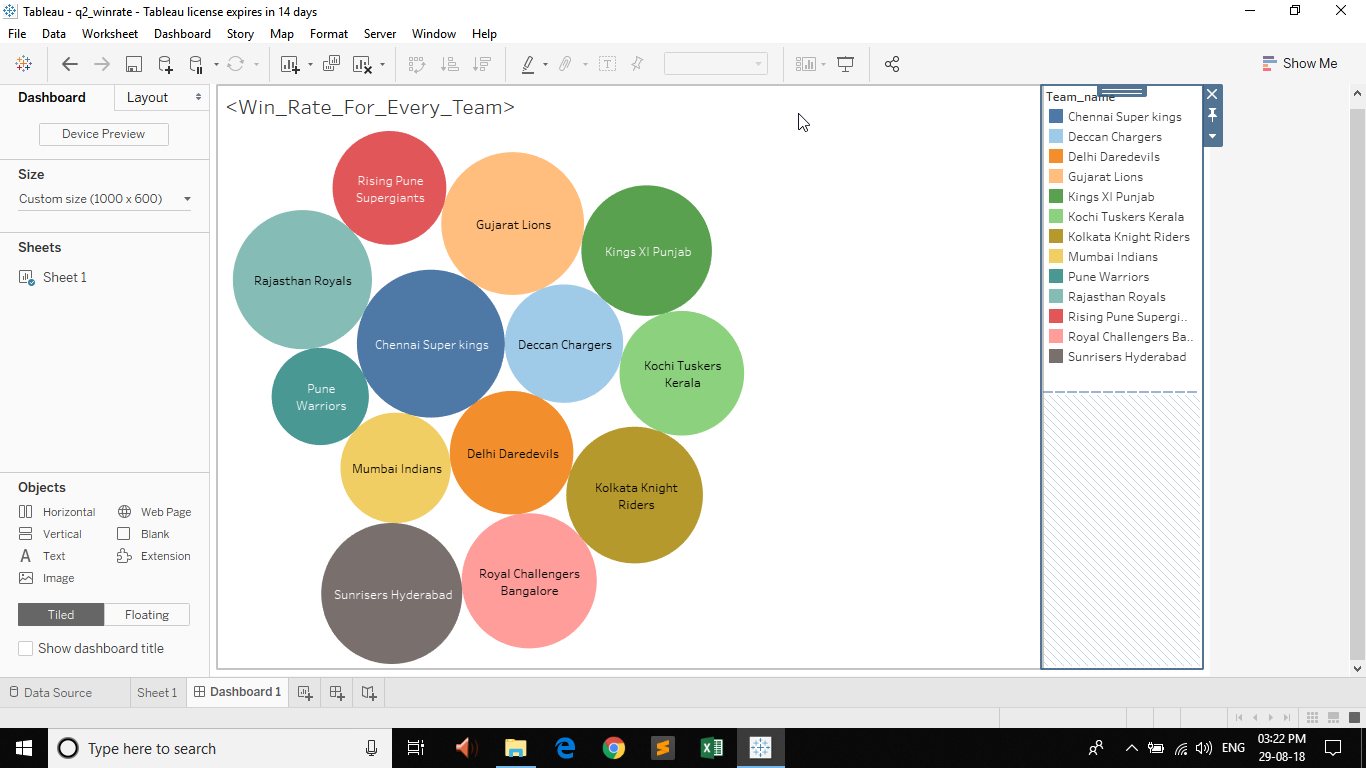 Tableau - q2_winrate - Tableau license expires in 14 days
File Data Worksheet Dashboard Story Map Format Server Window Help
Show Me
Dashboard Layout
Device Preview
Size
Custom size (1000 x 600)
Sheets
Sheet 1
Objects
Horizontal Web Page
Vertical Blank
Text Extension
Image
Tiled Floating
Show dashboard title
<Win_Rate_For_Every_Team>
Rising Pune
Supergiants
Gujarat Lions
Kings XI Punjab
Rajasthan Royals
Chennai Super kings
Deccan Chargers
Kochi Tuskers
Kerala
Pune
Warriors
Mumbai Indians
Delhi Daredevils
Kolkata Knight
Riders
Sunrisers Hyderabad
Royal Challengers
Bangalore
Team_name
Chennai Super kings
Deccan Chargers
Delhi Daredevils
Gujarat Lions
Kings XI Punjab
Kochi Tuskers Kerala
Kolkata Knight Riders
Mumbai Indians
Pune Warriors
Rajasthan Royals
Rising Pune Supergi..
Royal Challengers Ba..
Sunrisers Hyderabad
Data Source Sheet 1 Dashboard 1
Type here to search
ENG
03:22 PM
29-08-18